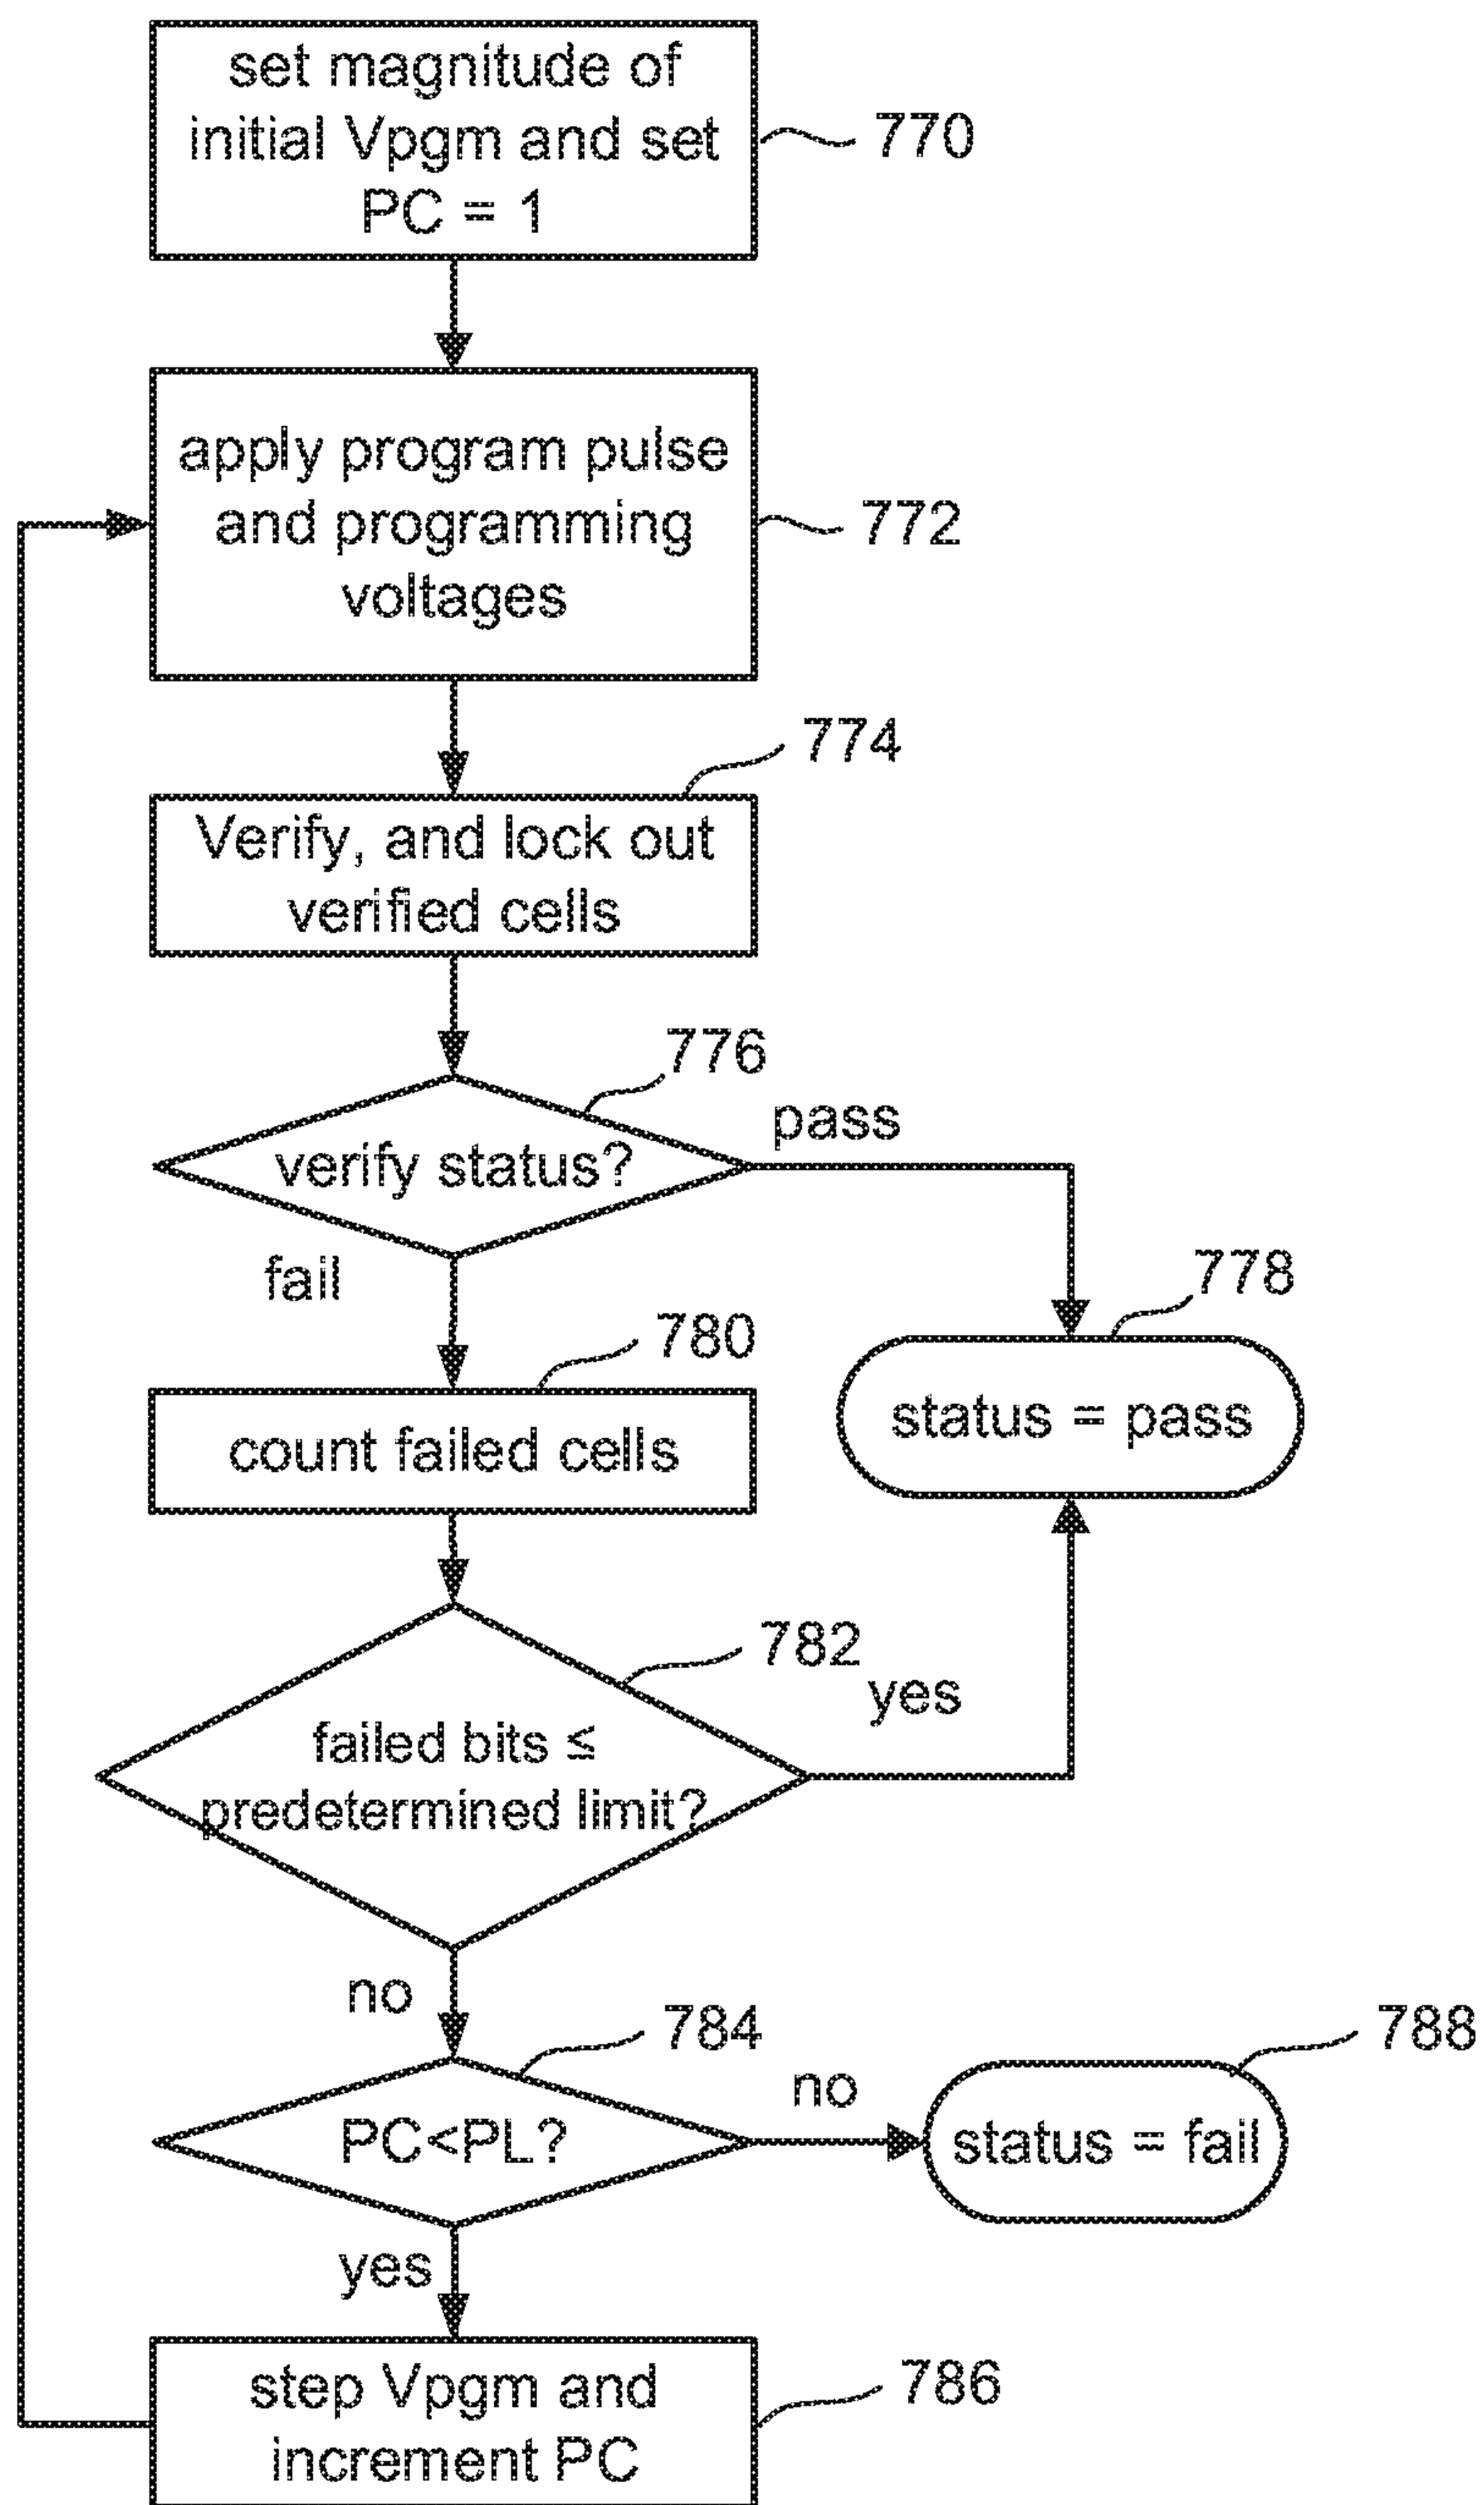 set magnitude of
initial Vpgm and set
PC = 1
770
apply program pulse
and programming
voltages
772
774
Verify, and lock out
verified cells
776
pass
verify status?
fail
778
780
status = pass
count failed cells
782
yes
failed bits ≤
predetermined limit?
no
784
788
no
PC<PL?
status = fail
yes
step Vpgm and
increment PC
786